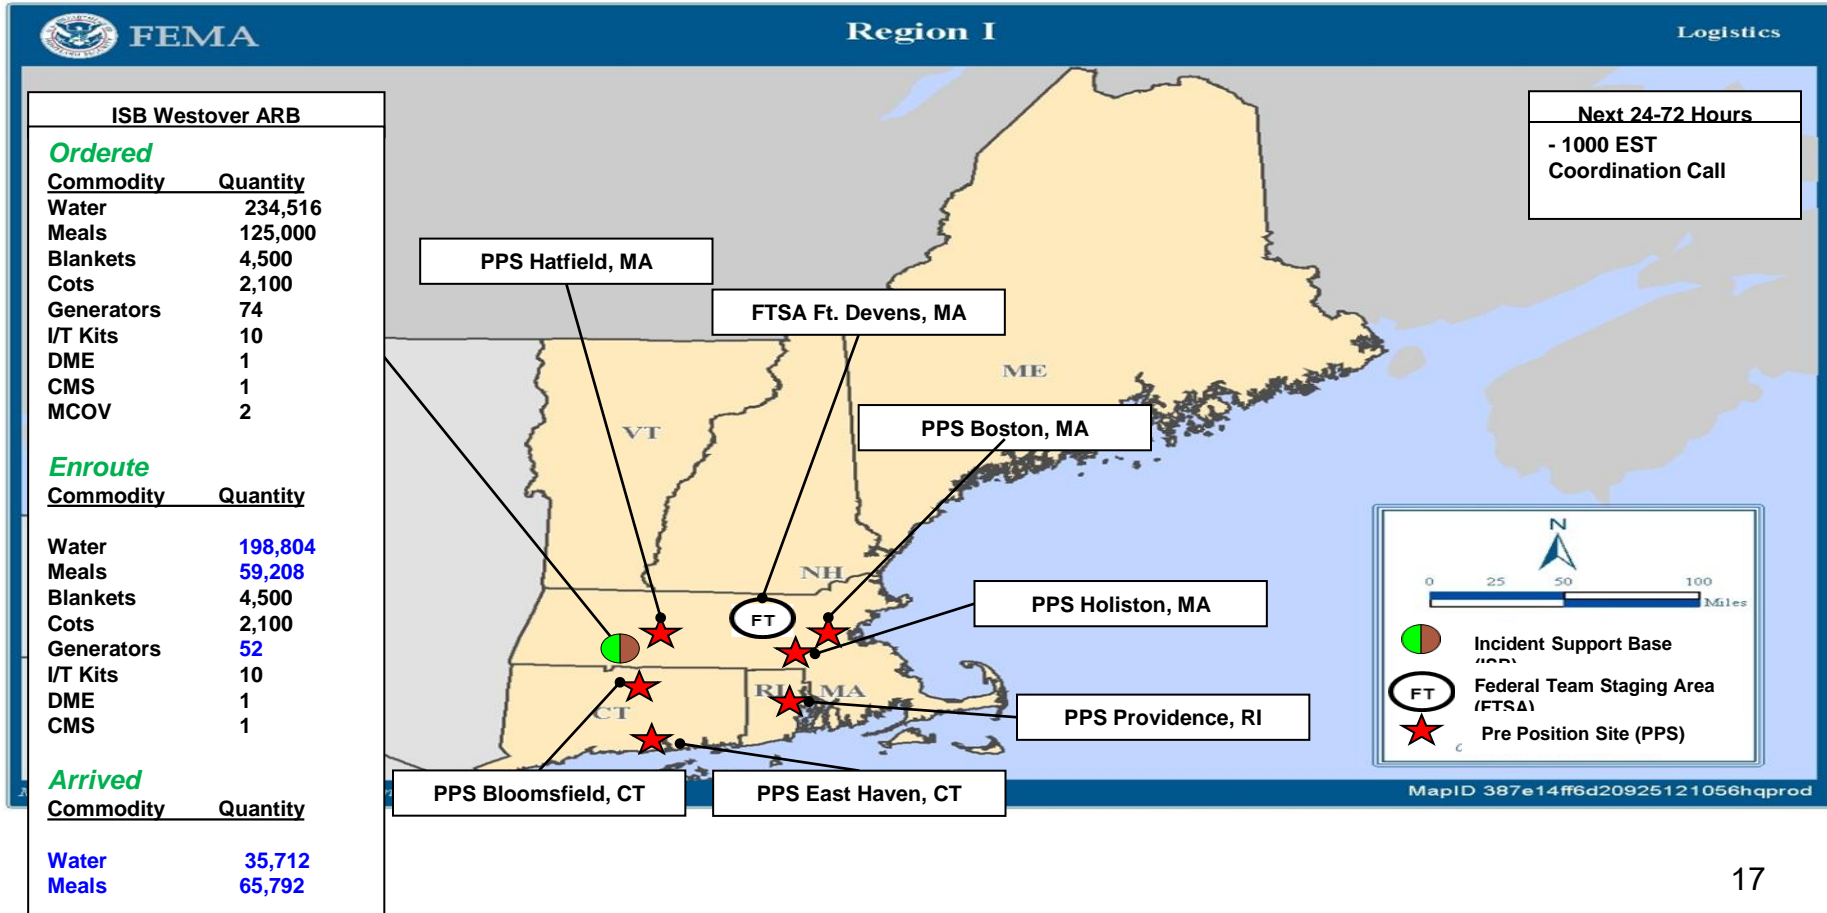 FEMA
Region I
Logistics
ISB Westover ARB
Ordered
Commodity Quantity
Water 234,516
Meals 125,000
Blankets 4,500
Cots 2,100
Generators 74
I/T Kits 10
DME 1
CMS 1
MCOV 2
Enroute
Commodity Quantity
Water 198,804
Meals 59,208
Blankets 4,500
Cots 2,100
Generators 52
I/T Kits 10
DME 1
CMS 1
Arrived
Commodity Quantity
Water 35,712
Meals 65,792
Next 24-72 Hours
- 1000 EST
Coordination Call
PPS Hatfield, MA
FTSA Ft. Devens, MA
ME
PPS Boston, MA
VT
NH
PPS Holiston, MA
FT
RI MA
CT
PPS Providence, RI
PPS Bloomsfield, CT
PPS East Haven, CT
N
0 25 50 100
Miles
Incident Support Base
(ISB)
FT
Federal Team Staging Area
(FTSA)
Pre Position Site (PPS)
MapID 387e14ff6d20925121056hqprod
17